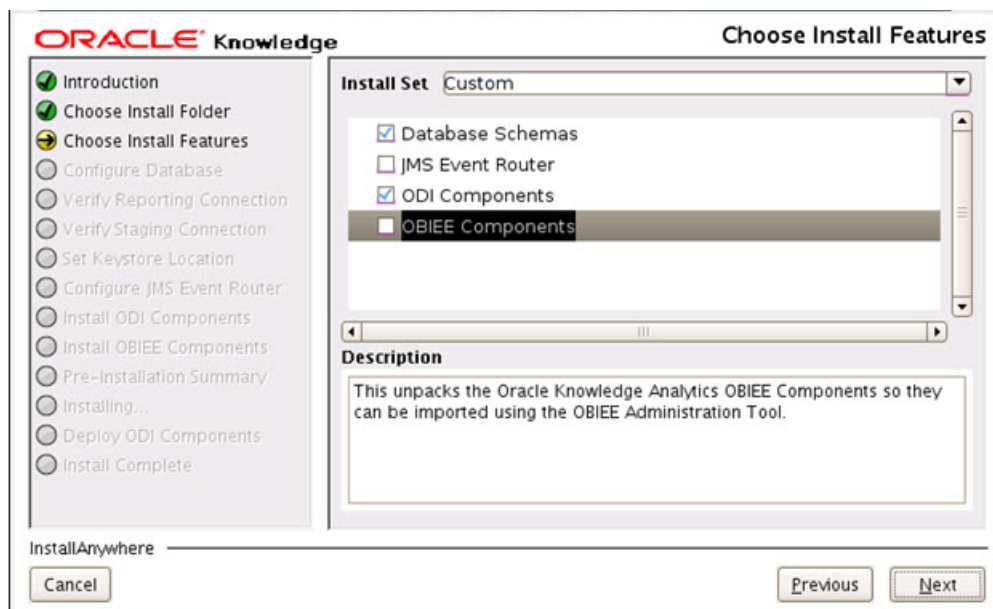 ORACLE Knowledge
Choose Install Features
Introduction
Choose Install Folder
Choose Install Features
Configure Database
Verify Reporting Connection
Verify Staging Connection
Set Keystore Location
Configure JMS Event Router
Install ODI Components
Install OBIEE Components
Pre-Installation Summary
Installing...
Deploy ODI Components
Install Complete
Install Set Custom
Database Schemas
JMS Event Router
ODI Components
OBIEE Components
Description
This unpacks the Oracle Knowledge Analytics OBIEE Components so they
can be imported using the OBIEE Administration Tool.
InstallAnywhere
Cancel
Previous
Next